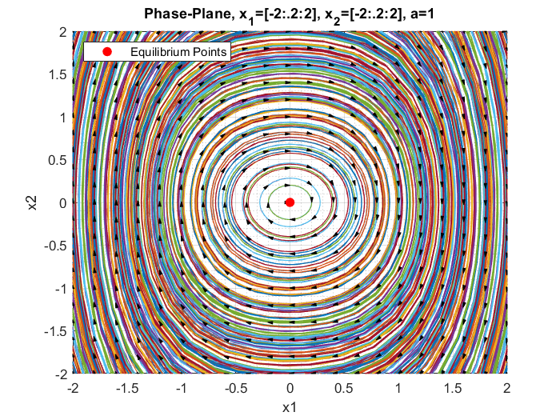 Phase-Plane, x1=[-2:.2:2], x2=[-2:.2:2], a=1
Equilibrium Points
2
1.5
1
0.5
0
-0.5
-1
-1.5
-2
x2
-2 -1.5 -1 -0.5 0 0.5 1 1.5 2
x1